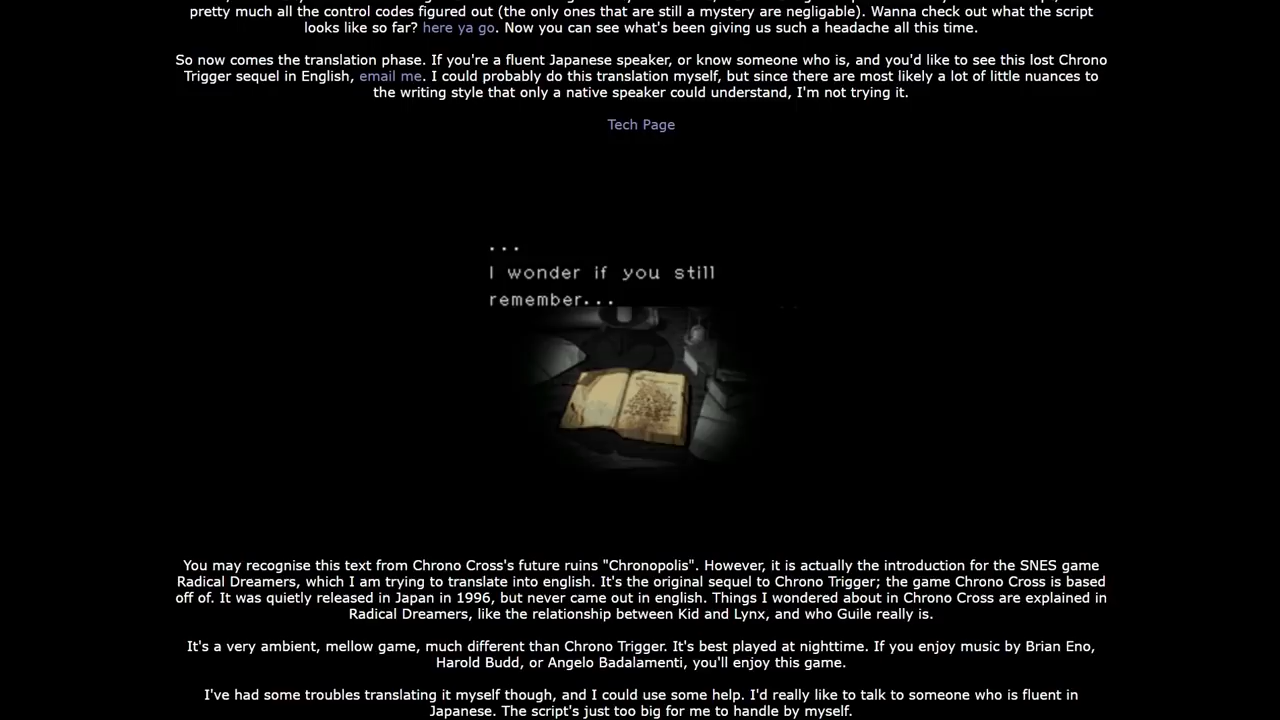 pretty much all the control codes figured out (the only ones that are still a mystery are negligable). Wanna check out what the script
looks like so far? here ya go. Now you can see what's been giving us such a headache all this time.
So now comes the translation phase. If you're a fluent Japanese speaker, or know someone who is, and you'd like to see this lost Chrono
Trigger sequel in English, email me. I could probably do this translation myself, but since there are most likely a lot of little nuances to
the writing style that only a native speaker could understand, I'm not trying it.
Tech Page
...
I wonder if you still
remember...
You may recognise this text from Chrono Cross's future ruins "Chronopolis". However, it is actually the introduction for the SNES game
Radical Dreamers, which I am trying to translate into english. It's the original sequel to Chrono Trigger; the game Chrono Cross is based
off of. It was quietly released in Japan in 1996, but never came out in english. Things I wondered about in Chrono Cross are explained in
Radical Dreamers, like the relationship between Kid and Lynx, and who Guile really is.
It's a very ambient, mellow game, much different than Chrono Trigger. It's best played at nighttime. If you enjoy music by Brian Eno,
Harold Budd, or Angelo Badalamenti, you'll enjoy this game.
I've had some troubles translating it myself though, and I could use some help. I'd really like to talk to someone who is fluent in
Japanese. The script's just too big for me to handle by myself.